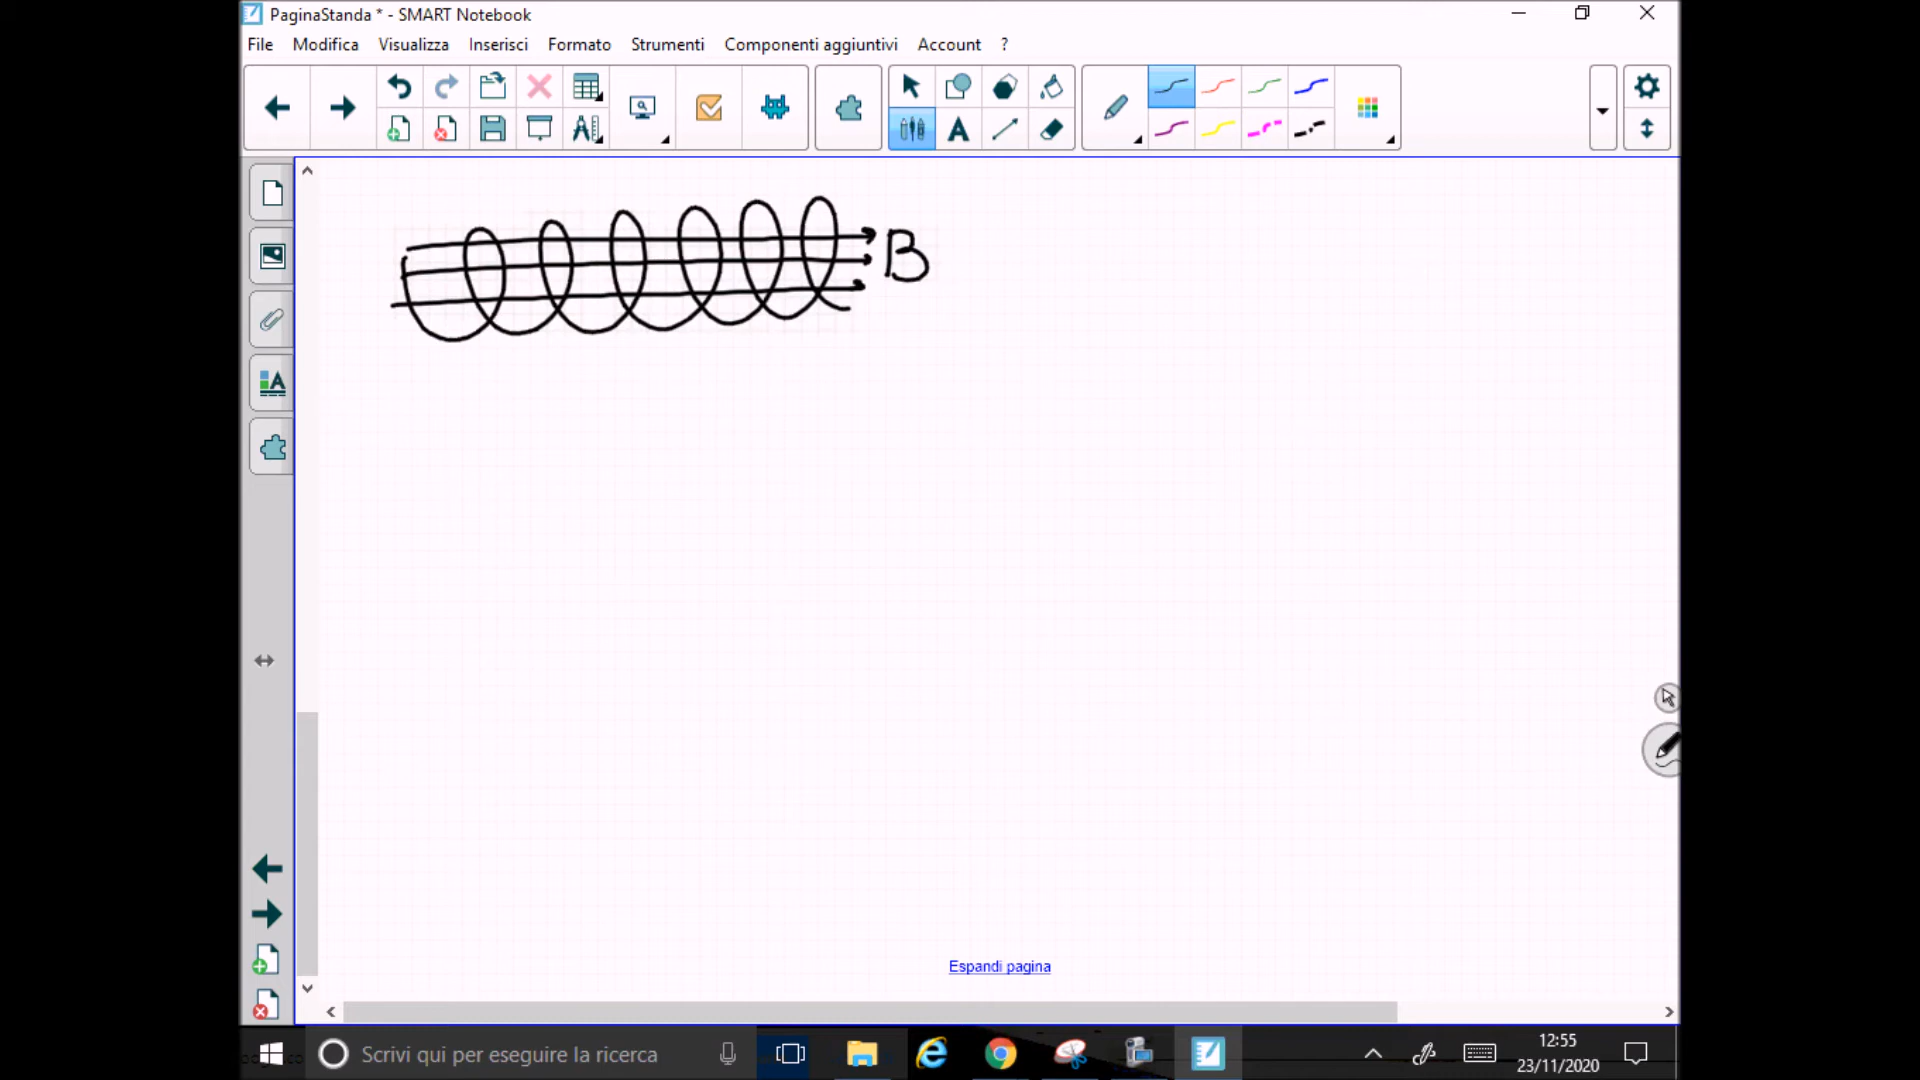 PaginaStanda * - SMART Notebook
File Modifica Visualizza Inserisci Formato Strumenti Componenti aggiuntivi Account ?
B
Espandi pagina
Scrivi qui per eseguire la ricerca
12:55
23/11/2020